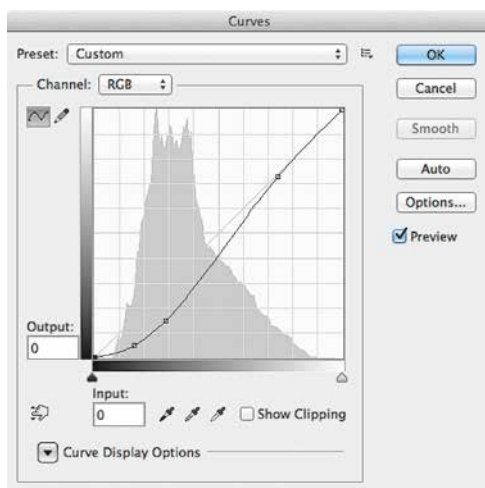 Curves
Preset: Custom
OK
Channel: RGB
Cancel
Smooth
Auto
Options...
Preview
Output:
0
Input:
0
Show Clipping
Curve Display Options